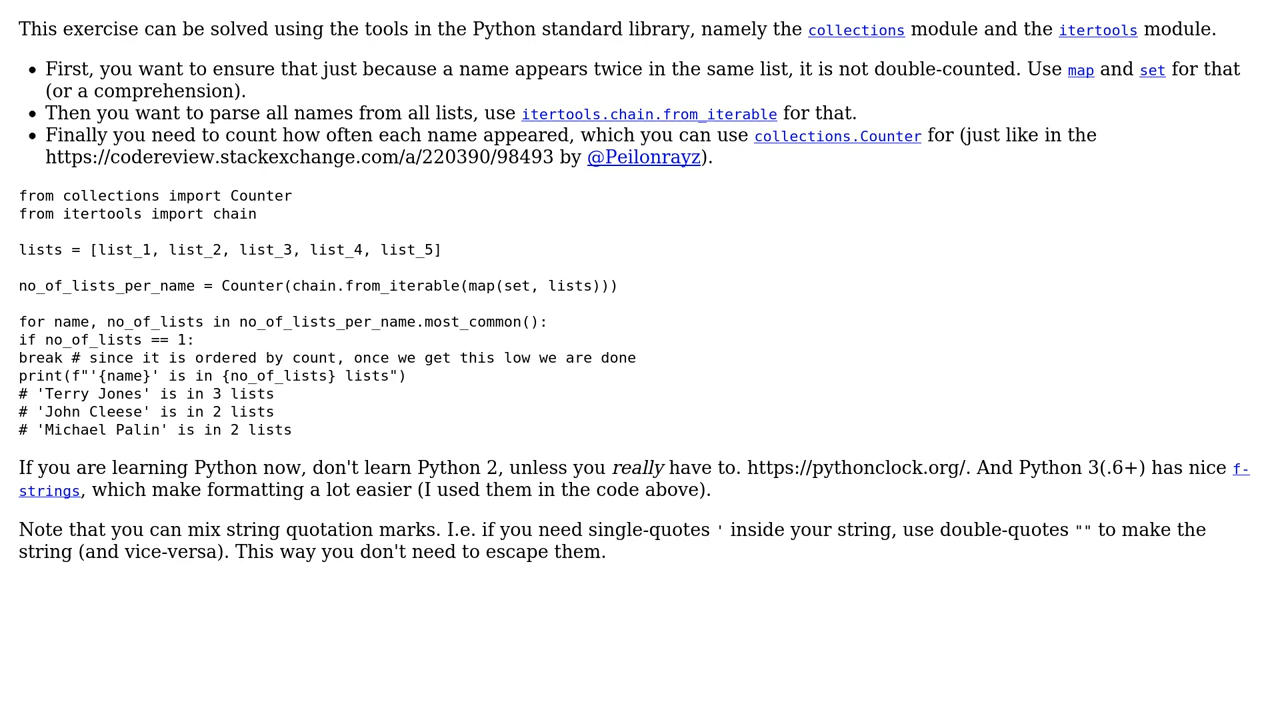 This exercise can be solved using the tools in the Python standard library, namely the collections module and the itertools module.
• First, you want to ensure that just because a name appears twice in the same list, it is not double-counted. Use map and set for that
(or a comprehension).
• Then you want to parse all names from all lists, use itertools.chain.from_iterable for that.
• Finally you need to count how often each name appeared, which you can use collections.Counter for (just like in the
https://codereview.stackexchange.com/a/220390/98493 by @Peilonrayz).
from collections import Counter
from itertools import chain
lists = [list_1, list_2, list_3, list_4, list_5]
no_of_lists_per_name = Counter(chain.from_iterable(map(set, lists)))
for name, no_of_lists in no_of_lists_per_name.most_common():
if no_of_lists == 1:
break # since it is ordered by count, once we get this low we are done
print(f"'{name}' is in {no_of_lists} lists")
# 'Terry Jones' is in 3 lists
# 'John Cleese' is in 2 lists
# 'Michael Palin' is in 2 lists
If you are learning Python now, don't learn Python 2, unless you really have to. https://pythonclock.org/. And Python 3(.6+) has nice f-
strings, which make formatting a lot easier (I used them in the code above).
Note that you can mix string quotation marks. I.e. if you need single-quotes ' inside your string, use double-quotes "" to make the
string (and vice-versa). This way you don't need to escape them.